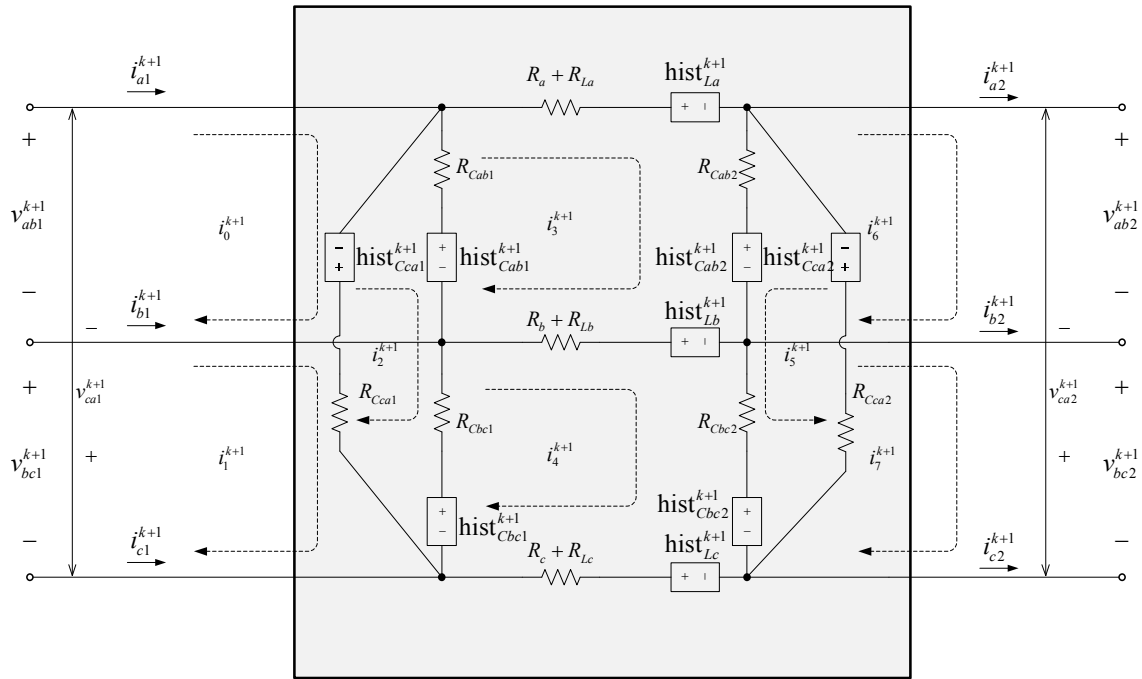 i_{a1}^{k+1}
R_a + R_{La}
hist_{La}^{k+1}
i_{a2}^{k+1}
+ −
+
+
R_{Cab1}
R_{Cab2}
v_{ab1}^{k+1}
i_0^{k+1}
i_3^{k+1}
i_6^{k+1}
v_{ab2}^{k+1}
− +
hist_{Cca1}^{k+1}
+ −
hist_{Cab1}^{k+1}
+ −
hist_{Cab2}^{k+1}
hist_{Cca2}^{k+1}
− +
−
i_{b1}^{k+1}
−
R_b + R_{Lb}
hist_{Lb}^{k+1}
+ −
i_{b2}^{k+1}
−
−
i_2^{k+1}
i_5^{k+1}
+
v_{ca1}^{k+1}
R_{Cca1}
R_{Cbc1}
R_{Cbc2}
R_{Cca2}
v_{ca2}^{k+1}
+
v_{bc1}^{k+1}
+
i_1^{k+1}
i_4^{k+1}
i_7^{k+1}
+
v_{bc2}^{k+1}
+ −
hist_{Cbc1}^{k+1}
hist_{Cbc2}^{k+1}
+ −
−
i_{c1}^{k+1}
R_c + R_{Lc}
hist_{Lc}^{k+1}
+ −
i_{c2}^{k+1}
−